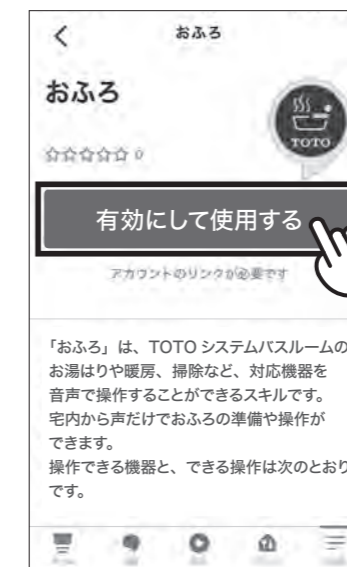 おふろ
おふろ
TOTO
有効にして使用する
アカウントのリンクが必要です
「おふろ」は、TOTO システムバスルームの
お湯はりや暖房、掃除など、対応機器を
音声で操作することができるスキルです。
宅内から声だけでおふろの準備や操作が
できます。
操作できる機器と、できる操作は次のとおり
です。